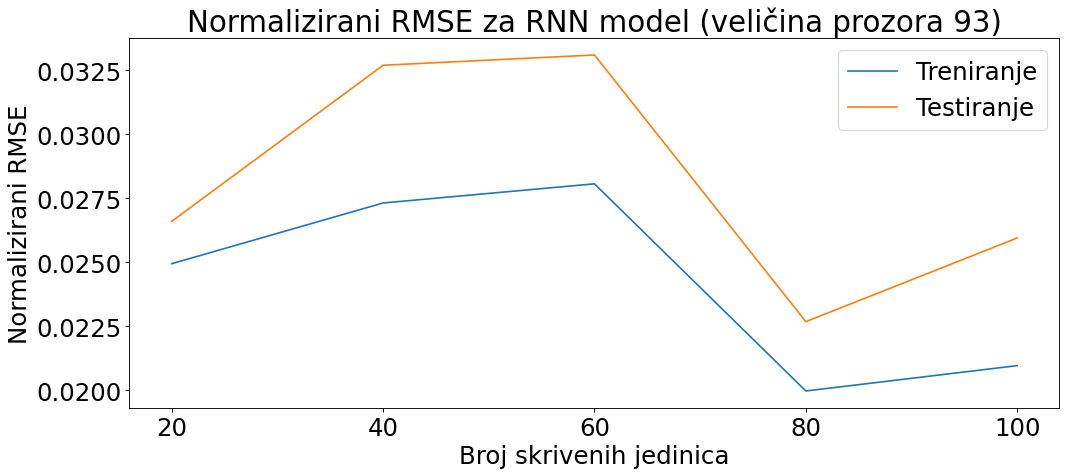 Normalizirani RMSE za RNN model (veličina prozora 93)
Treniranje
Testiranje
Normalizirani RMSE
0.0325
0.0300
0.0275
0.0250
0.0225
0.0200
20 40 60 80 100
Broj skrivenih jedinica